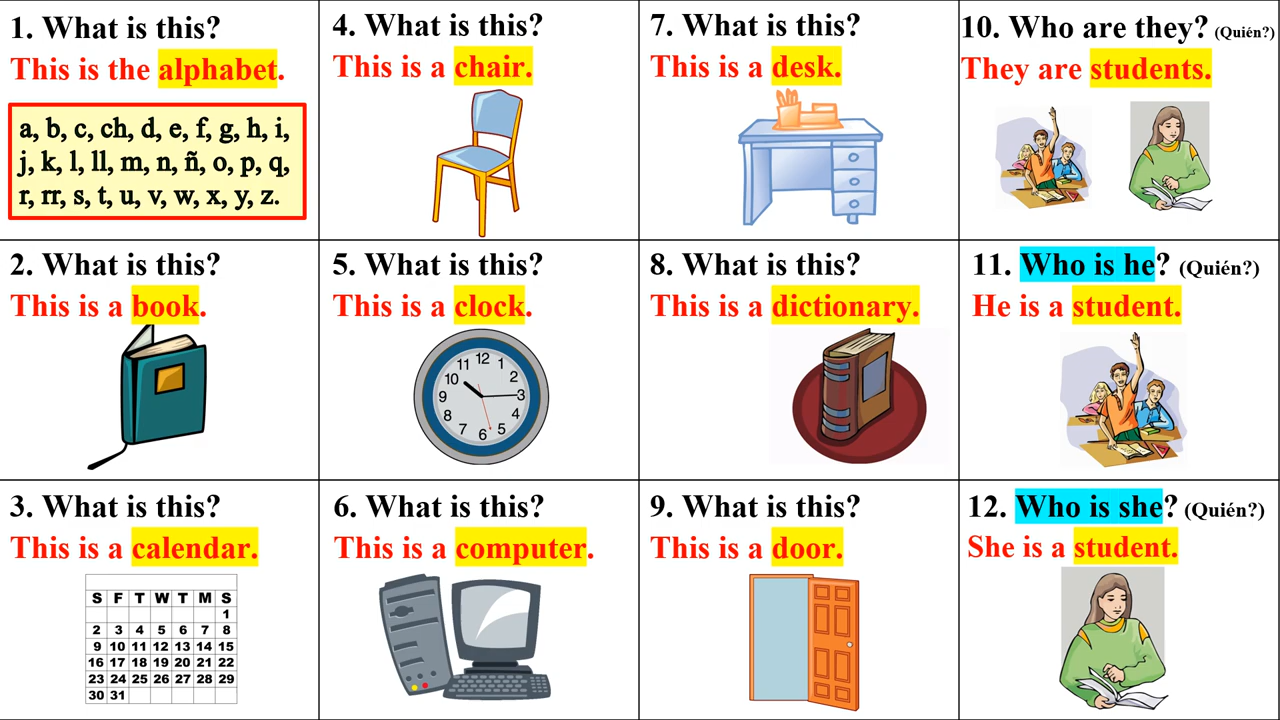 1. What is this?
This is the alphabet.
a, b, c, ch, d, e, f, g, h, i,
j, k, l, ll, m, n, ñ, o, p, q,
r, rr, s, t, u, v, w, x, y, z.
2. What is this?
This is a book.
3. What is this?
This is a calendar.
S F T W T M S
1
2 3 4 5 6 7 8
9 10 11 12 13 14 15
16 17 18 19 20 21 22
23 24 25 26 27 28 29
30 31
4. What is this?
This is a chair.
5. What is this?
This is a clock.
12 1 2 3 4 5 6 7 8 9 10 11
6. What is this?
This is a computer.
7. What is this?
This is a desk.
8. What is this?
This is a dictionary.
9. What is this?
This is a door.
10. Who are they? (Quién?)
They are students.
11. Who is he? (Quién?)
He is a student.
12. Who is she? (Quién?)
She is a student.